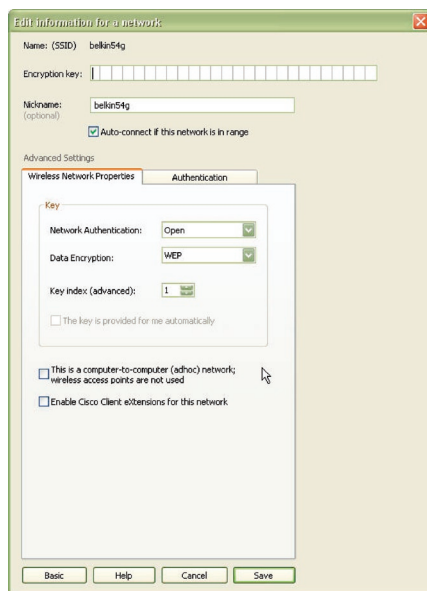 Edit information for a network
Name: (SSID) belkin54g
Encryption key:
Nickname: belkin54g
(optional)
Auto-connect if this network is in range
Advanced Settings
Wireless Network Properties Authentication
Key
Network Authentication: Open
Data Encryption: WEP
Key index (advanced): 1
The key is provided for me automatically
This is a computer-to-computer (adhoc) network;
wireless access points are not used
Enable Cisco Client eXtensions for this network
Basic Help Cancel Save